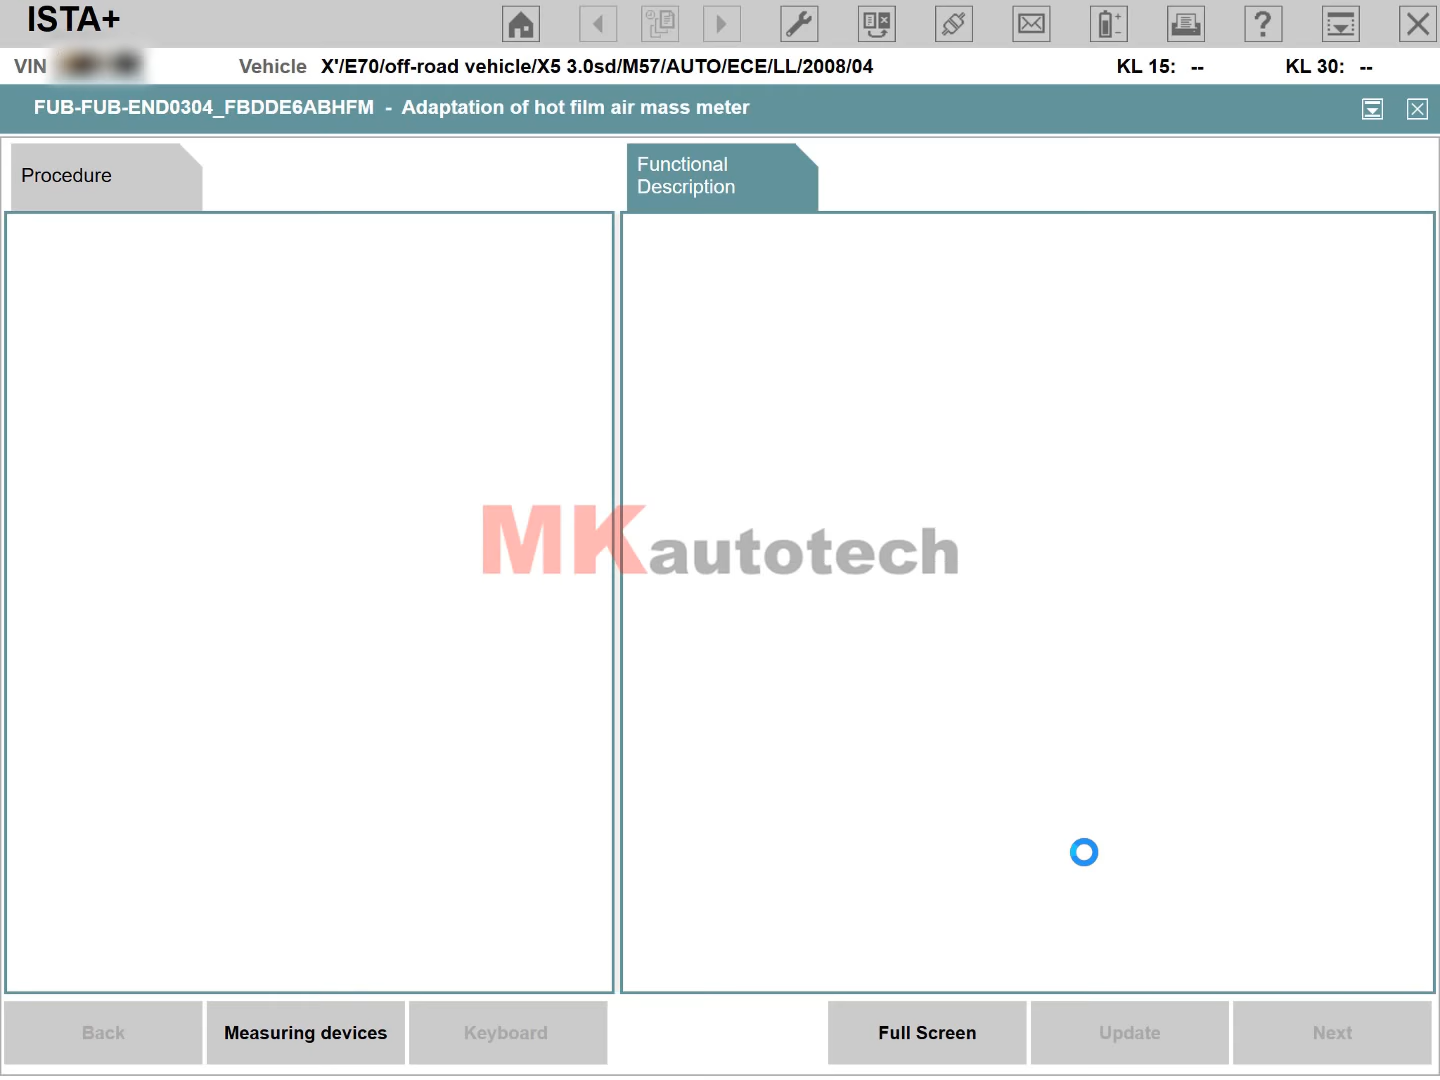 ISTA+
VIN
Vehicle X'/E70/off-road vehicle/X5 3.0sd/M57/AUTO/ECE/LL/2008/04
KL 15: --
KL 30: --
FUB-FUB-END0304_FBDDE6ABHFM - Adaptation of hot film air mass meter
Procedure
Functional
Description
MKautotech
Back
Measuring devices
Keyboard
Full Screen
Update
Next